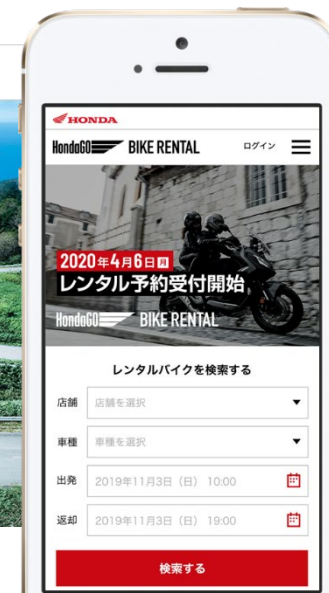 HONDA
HondaGO BIKE RENTAL ログイン
2020年4月6日月
レンタル予約受付開始
HondaGO BIKE RENTAL
レンタルバイクを検索する
店舗 店舗を選択
車種 車種を選択
出発 2019年11月3日（日） 10:00
返却 2019年11月3日（日） 19:00
検索する